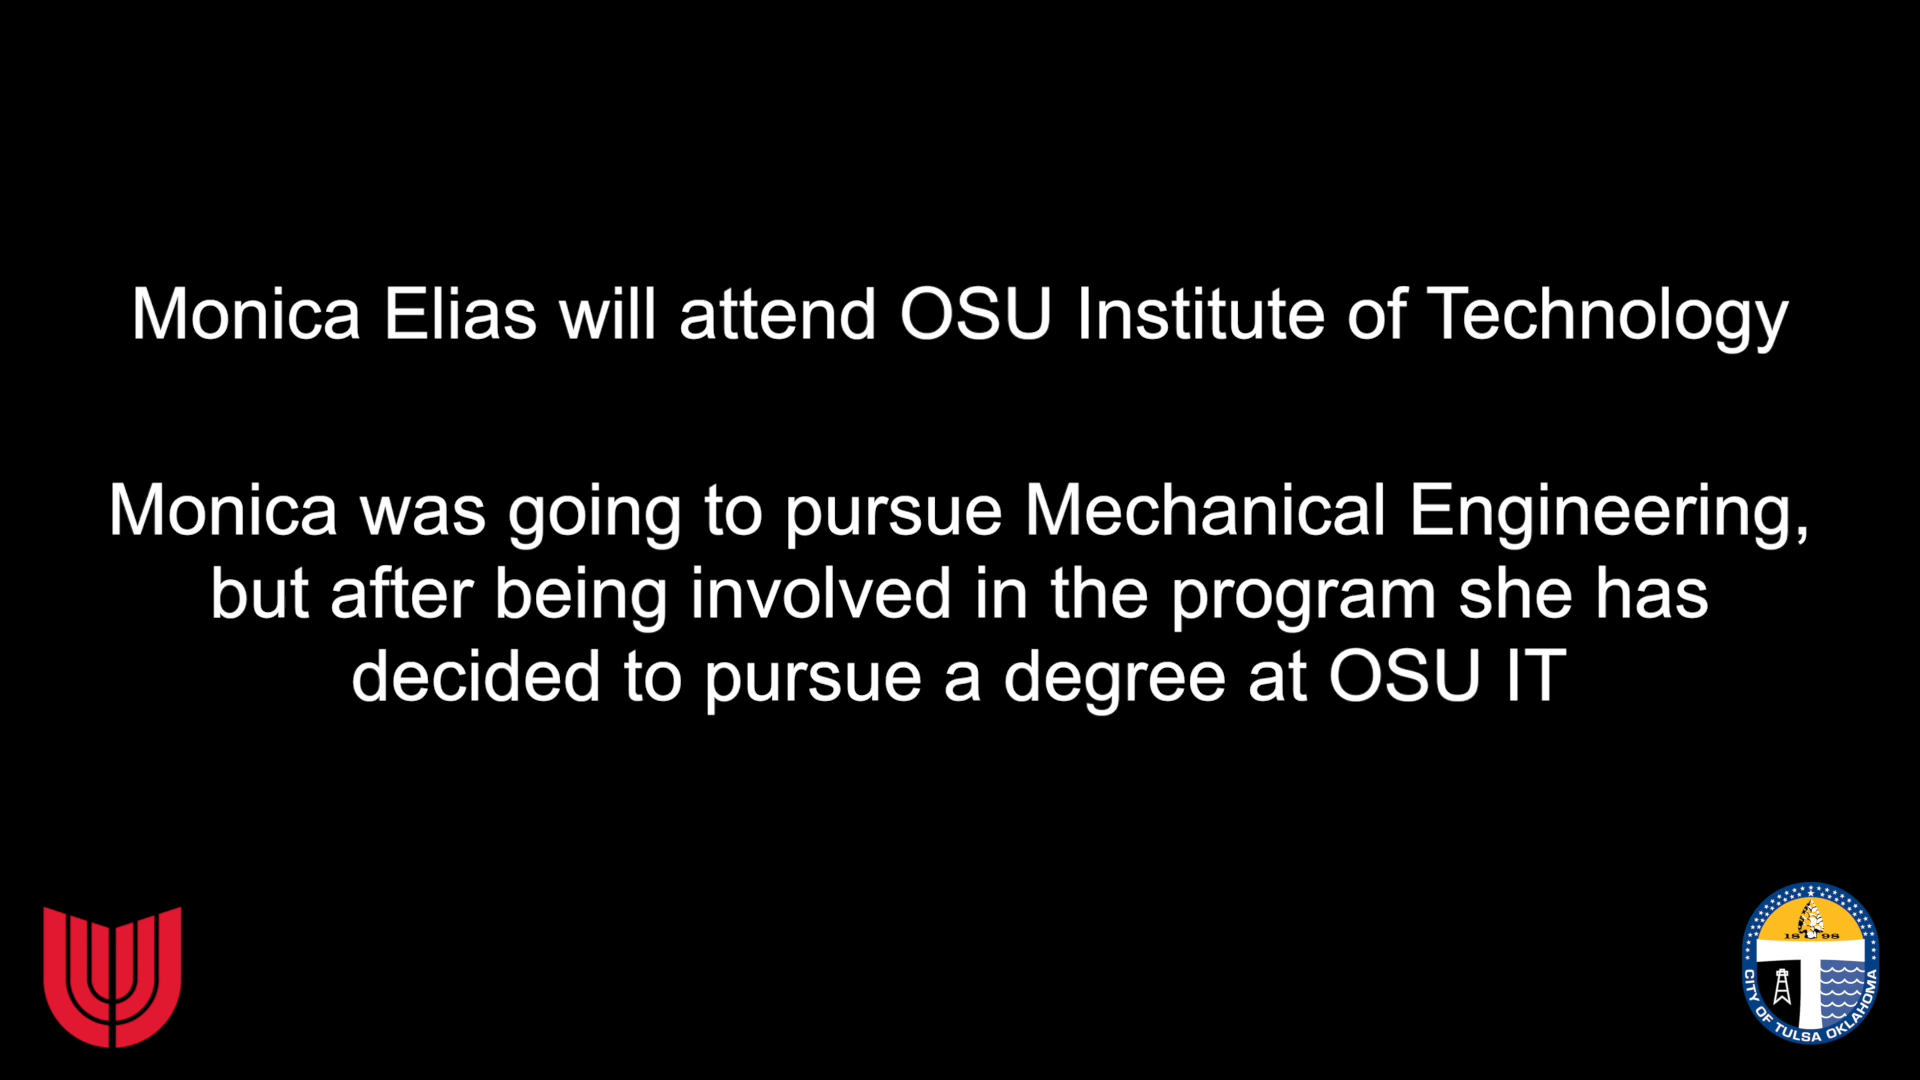 Monica Elias will attend OSU Institute of Technology
Monica was going to pursue Mechanical Engineering,
but after being involved in the program she has
decided to pursue a degree at OSU IT
1898
CITY OF TULSA OKLAHOMA